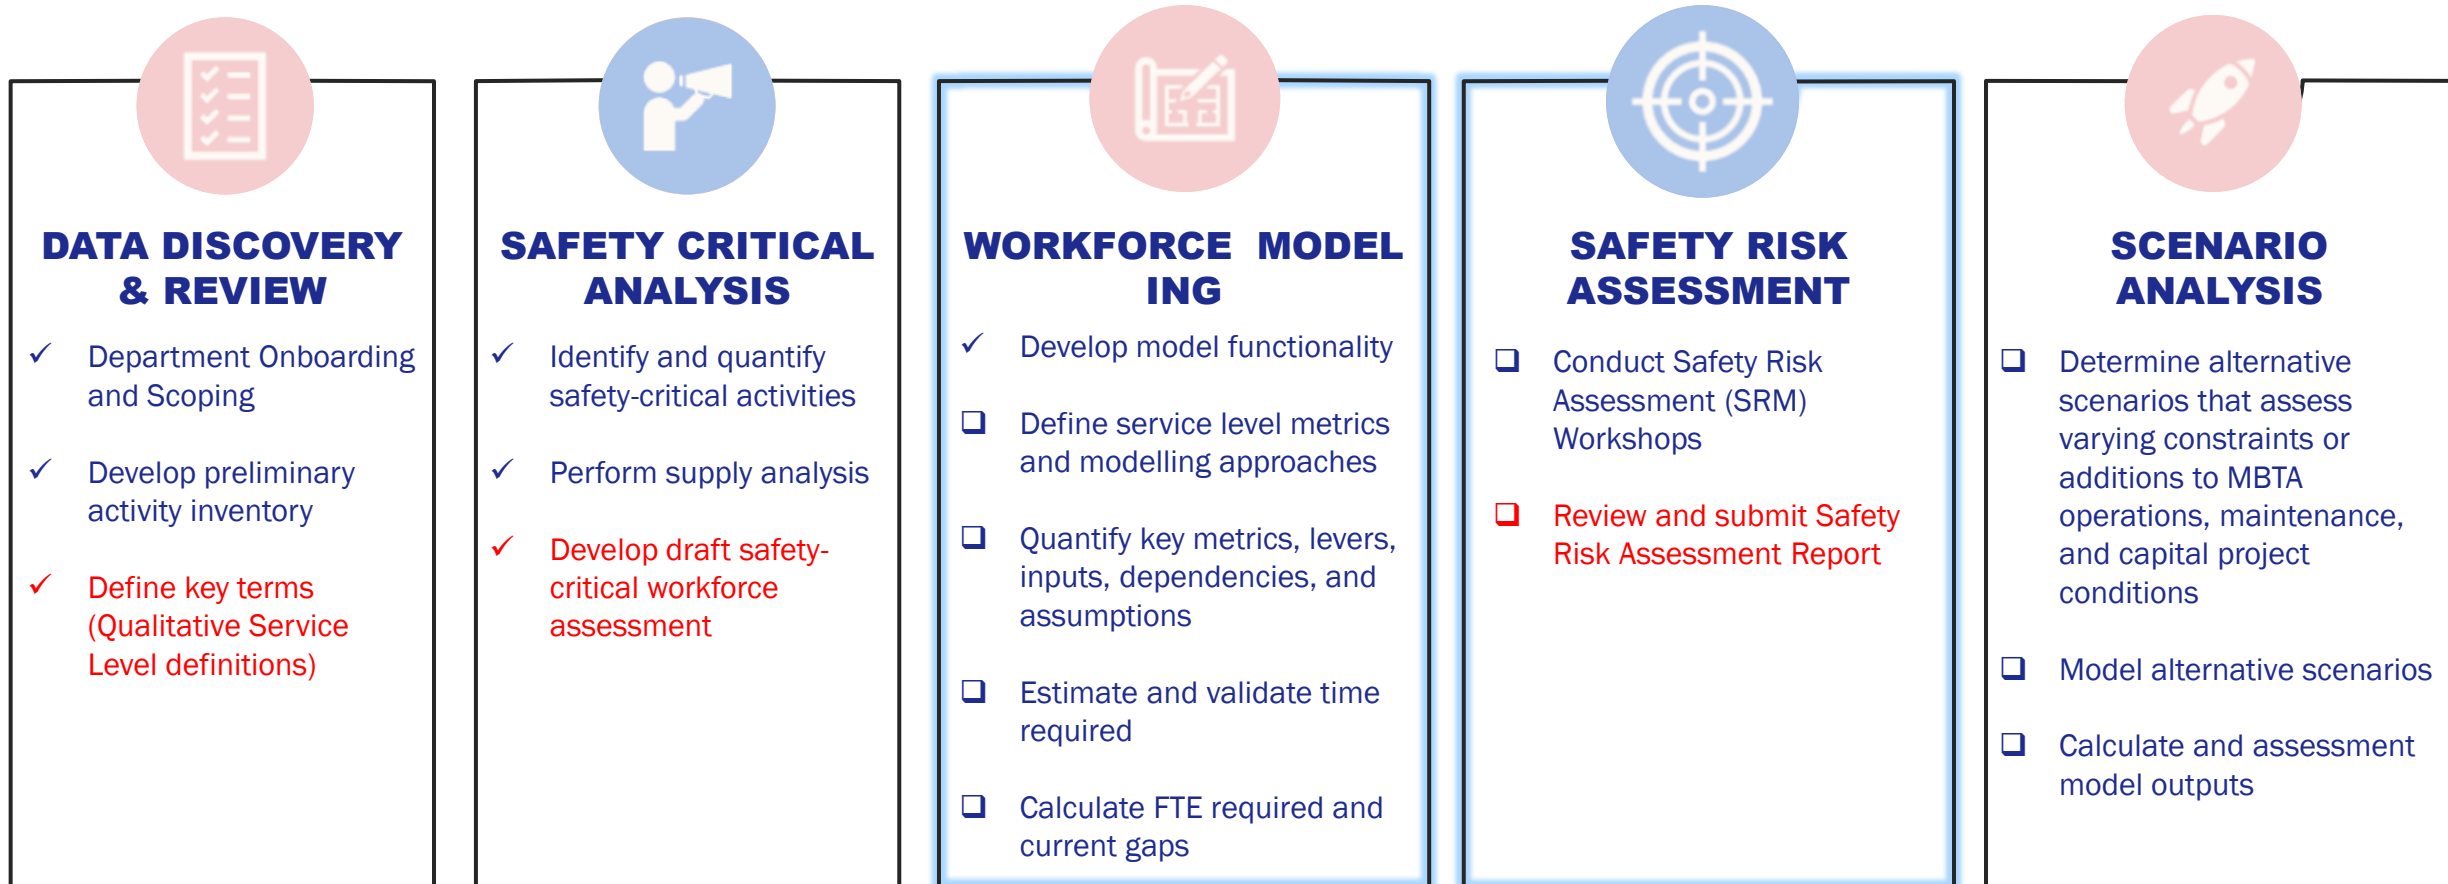 DATA DISCOVERY
& REVIEW
✓ Department Onboarding
and Scoping
✓ Develop preliminary
activity inventory
✓ Define key terms
(Qualitative Service
Level definitions)
SAFETY CRITICAL
ANALYSIS
✓ Identify and quantify
safety-critical activities
✓ Perform supply analysis
✓ Develop draft safety-
critical workforce
assessment
WORKFORCE MODEL
ING
✓ Develop model functionality
❑ Define service level metrics
and modelling approaches
❑ Quantify key metrics, levers,
inputs, dependencies, and
assumptions
❑ Estimate and validate time
required
❑ Calculate FTE required and
current gaps
SAFETY RISK
ASSESSMENT
❑ Conduct Safety Risk
Assessment (SRM)
Workshops
❑ Review and submit Safety
Risk Assessment Report
SCENARIO
ANALYSIS
❑ Determine alternative
scenarios that assess
varying constraints or
additions to MBTA
operations, maintenance,
and capital project
conditions
❑ Model alternative scenarios
❑ Calculate and assessment
model outputs